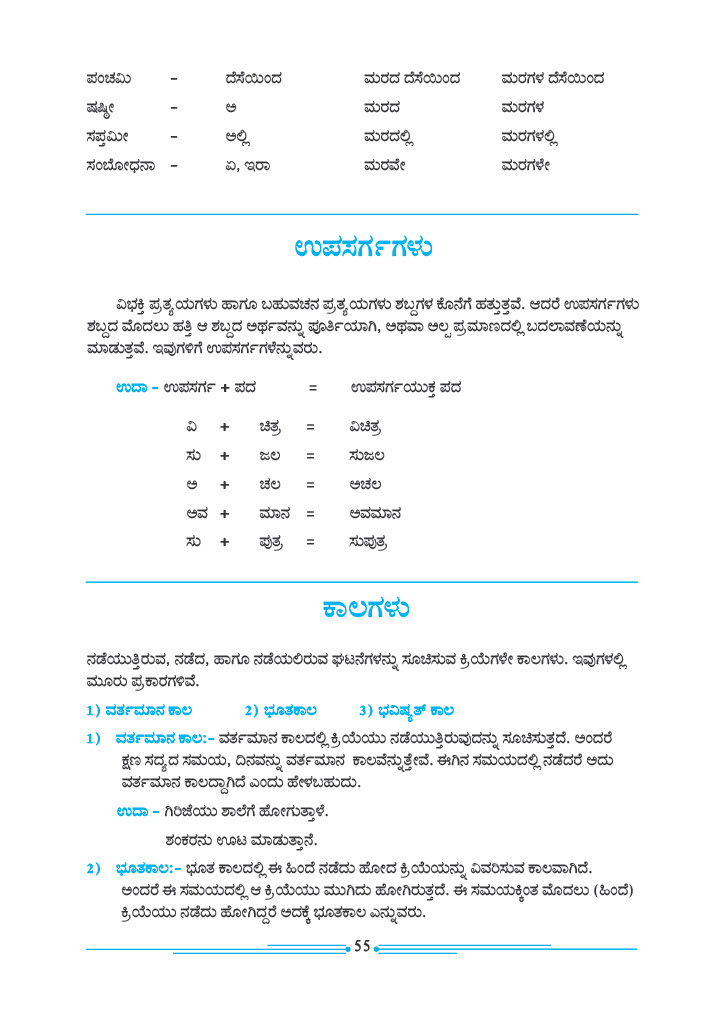 ಪಂಚಮಿ – ದೆಸೆಯಿಂದ ಮರದ ದೆಸೆಯಿಂದ ಮರಗಳ ದೆಸೆಯಿಂದ
ಷಷ್ಠೀ – ಅ ಮರದ ಮರಗಳ
ಸಪ್ತಮೀ – ಅಲ್ಲಿ ಮರದಲ್ಲಿ ಮರಗಳಲ್ಲಿ
ಸಂಬೋಧನಾ – ಏ, ಇರಾ ಮರವೇ ಮರಗಳೇ
ಉಪಸರ್ಗಗಳು
ವಿಭಕ್ತಿ ಪ್ರತ್ಯಯಗಳು ಹಾಗೂ ಬಹುವಚನ ಪ್ರತ್ಯಯಗಳು ಶಬ್ದಗಳ ಕೊನೆಗೆ ಹತ್ತುತ್ತವೆ. ಆದರೆ ಉಪಸರ್ಗಗಳು
ಶಬ್ದದ ಮೊದಲು ಹತ್ತಿ ಆ ಶಬ್ದದ ಅರ್ಥವನ್ನು ಪೂರ್ತಿಯಾಗಿ, ಅಥವಾ ಅಲ್ಪ ಪ್ರಮಾಣದಲ್ಲಿ ಬದಲಾವಣೆಯನ್ನು
ಮಾಡುತ್ತವೆ. ಇವುಗಳಿಗೆ ಉಪಸರ್ಗಗಳೆನ್ನುವರು.
ಉದಾ – ಉಪಸರ್ಗ + ಪದ = ಉಪಸರ್ಗಯುಕ್ತ ಪದ
ವಿ + ಚಿತ್ರ = ವಿಚಿತ್ರ
ಸು + ಜಲ = ಸುಜಲ
ಅ + ಚಲ = ಅಚಲ
ಅವ + ಮಾನ = ಅವಮಾನ
ಸು + ಪುತ್ರ = ಸುಪುತ್ರ
ಕಾಲಗಳು
ನಡೆಯುತ್ತಿರುವ, ನಡೆದ, ಹಾಗೂ ನಡೆಯಲಿರುವ ಘಟನೆಗಳನ್ನು ಸೂಚಿಸುವ ಕ್ರಿಯೆಗಳೇ ಕಾಲಗಳು. ಇವುಗಳಲ್ಲಿ
ಮೂರು ಪ್ರಕಾರಗಳಿವೆ.
1) ವರ್ತಮಾನ ಕಾಲ 2) ಭೂತಕಾಲ 3) ಭವಿಷ್ಯತ್ ಕಾಲ
1) ವರ್ತಮಾನ ಕಾಲ:– ವರ್ತಮಾನ ಕಾಲದಲ್ಲಿ ಕ್ರಿಯೆಯು ನಡೆಯುತ್ತಿರುವುದನ್ನು ಸೂಚಿಸುತ್ತದೆ. ಅಂದರೆ
ಕ್ಷಣ ಸದ್ಯದ ಸಮಯ, ದಿನವನ್ನು ವರ್ತಮಾನ ಕಾಲವೆನ್ನುತ್ತೇವೆ. ಈಗಿನ ಸಮಯದಲ್ಲಿ ನಡೆದರೆ ಅದು
ವರ್ತಮಾನ ಕಾಲದ್ದಾಗಿದೆ ಎಂದು ಹೇಳಬಹುದು.
ಉದಾ – ಗಿರಿಜೆಯು ಶಾಲೆಗೆ ಹೋಗುತ್ತಾಳೆ.
ಶಂಕರನು ಊಟ ಮಾಡುತ್ತಾನೆ.
2) ಭೂತಕಾಲ:– ಭೂತ ಕಾಲದಲ್ಲಿ ಈ ಹಿಂದೆ ನಡೆದು ಹೋದ ಕ್ರಿಯೆಯನ್ನು ವಿವರಿಸುವ ಕಾಲವಾಗಿದೆ.
ಅಂದರೆ ಈ ಸಮಯದಲ್ಲಿ ಆ ಕ್ರಿಯೆಯು ಮುಗಿದು ಹೋಗಿರುತ್ತದೆ. ಈ ಸಮಯಕ್ಕಿಂತ ಮೊದಲು (ಹಿಂದೆ)
ಕ್ರಿಯೆಯು ನಡೆದು ಹೋಗಿದ್ದರೆ ಅದಕ್ಕೆ ಭೂತಕಾಲ ಎನ್ನುವರು.
55